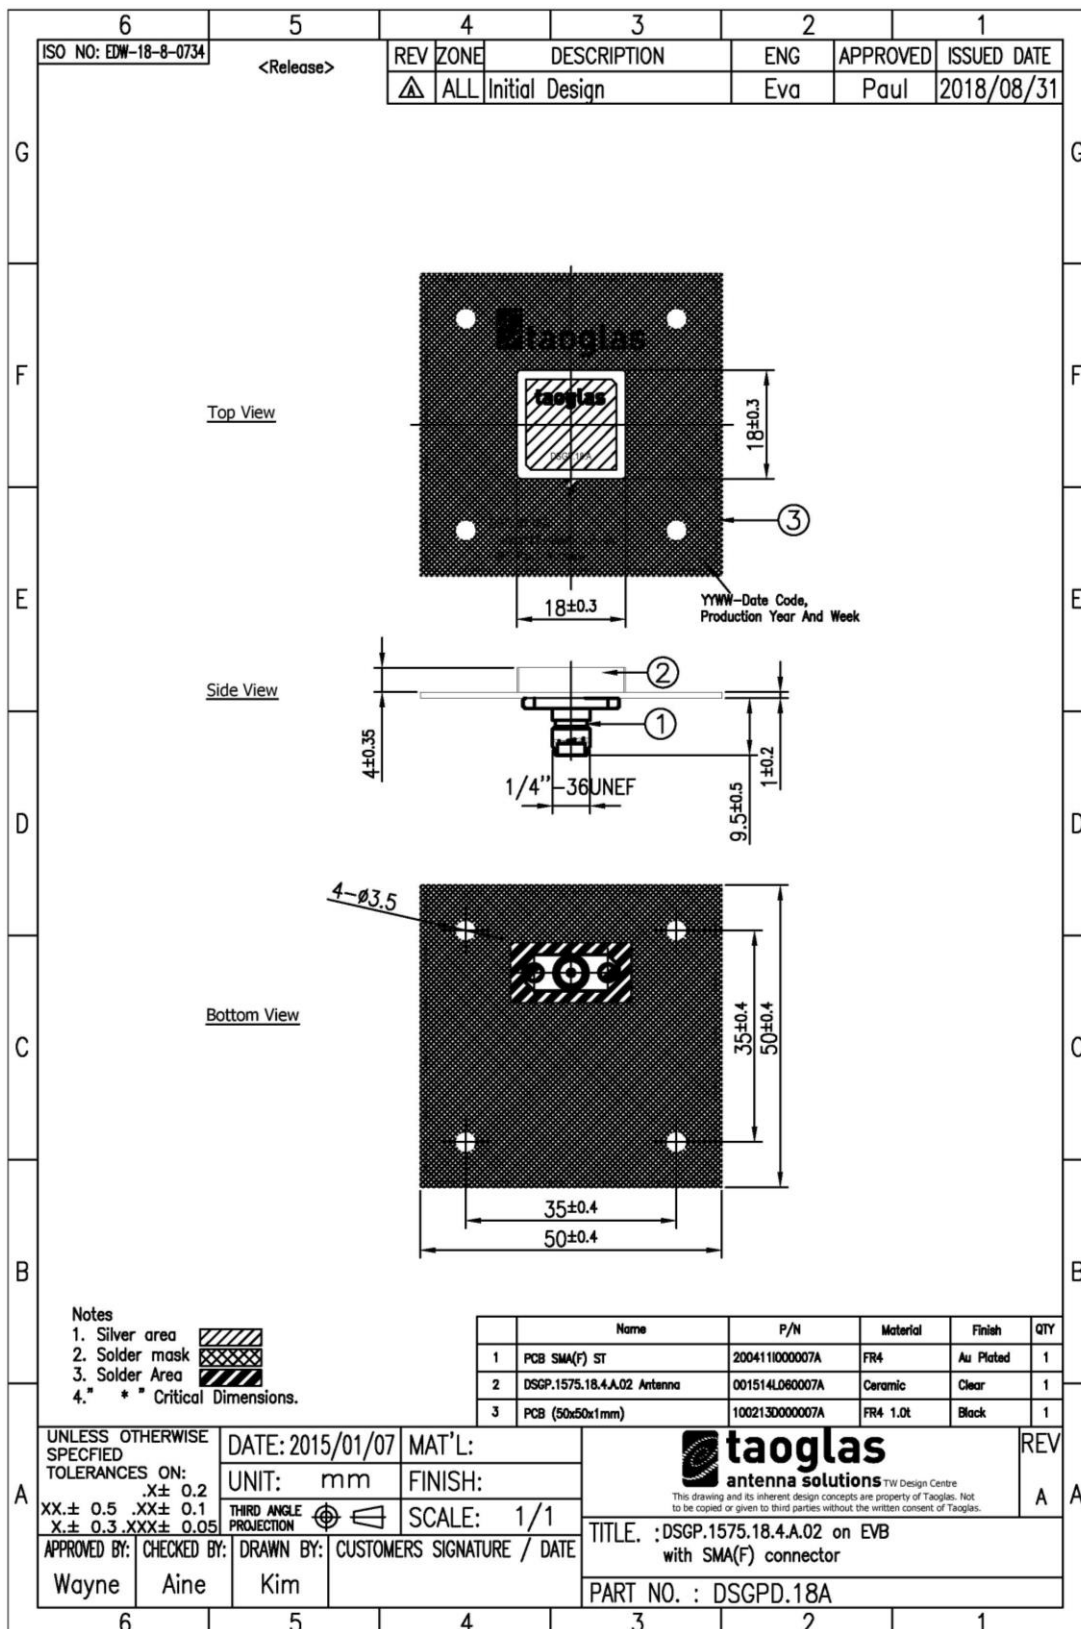 6 5 4 3 2 1
ISO NO: EDW-18-8-0734
<Release>
REV ZONE DESCRIPTION ENG APPROVED ISSUED DATE
A ALL Initial Design Eva Paul 2018/08/31
G G
F F
E E
D D
C C
B B
A A
taoglas
taoglas
DSGP.18.A
Top View
18±0.3
3
18±0.3
YYWW-Date Code,
Production Year And Week
Side View
2
1
4±0.35
1/4"-36UNEF
9.5±0.5
1±0.2
4-ø3.5
Bottom View
35±0.4
50±0.4
35±0.4
50±0.4
Notes
1. Silver area
2. Solder mask
3. Solder Area
4." * " Critical Dimensions.
Name P/N Material Finish QTY
1 PCB SMA(F) ST 200411I000007A FR4 Au Plated 1
2 DSGP.1575.18.4.A.02 Antenna 001514L060007A Ceramic Clear 1
3 PCB (50x50x1mm) 100213D000007A FR4 1.0t Black 1
UNLESS OTHERWISE
SPECFIED
TOLERANCES ON:
.X± 0.2
XX.± 0.5 .XX± 0.1
X.± 0.3 .XXX± 0.05
DATE: 2015/01/07
MAT'L:
UNIT: mm
FINISH:
THIRD ANGLE
PROJECTION
SCALE: 1/1
APPROVED BY: CHECKED BY: DRAWN BY: CUSTOMERS SIGNATURE / DATE
Wayne Aine Kim
taoglas
antenna solutions TW Design Centre
This drawing and its inherent design concepts are property of Taoglas. Not
to be copied or given to third parties without the written consent of Taoglas.
REV
A
TITLE. : DSGP.1575.18.4.A.02 on EVB
with SMA(F) connector
PART NO. : DSGPD.18A
6 5 4 3 2 1